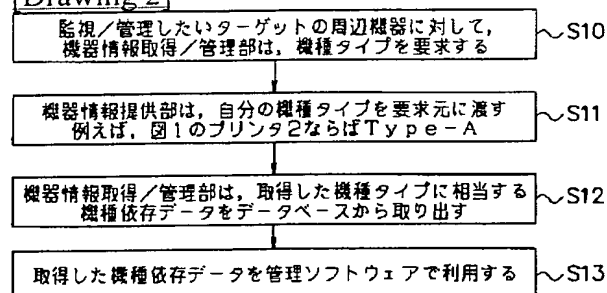 [Drawing 2]
監視／管理したいターゲットの周辺機器に対して，
機器情報取得／管理部は，機種タイプを要求する
～S10
機器情報提供部は，自分の機種タイプを要求元に渡す
例えば，図1のプリンタ2ならばType－A
～S11
機器情報取得／管理部は，取得した機種タイプに相当する
機種依存データをデータベースから取り出す
～S12
取得した機種依存データを管理ソフトウェアで利用する
～S13